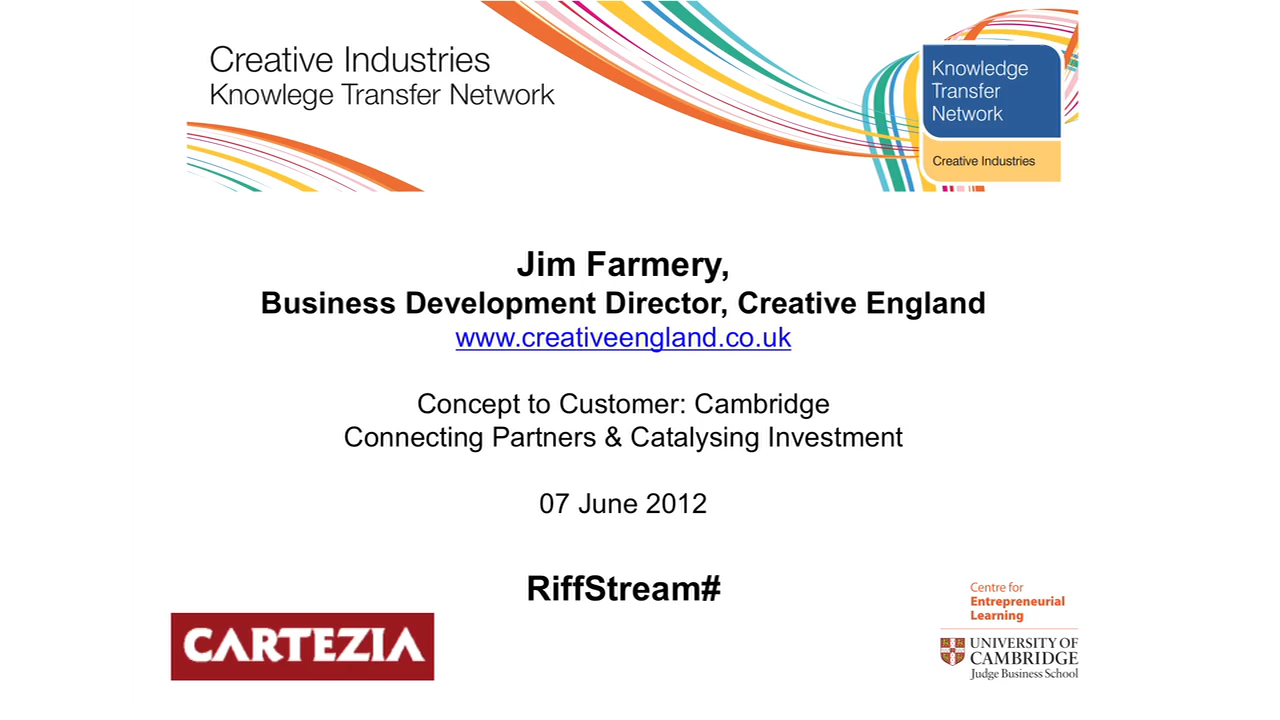 Creative Industries
Knowlege Transfer Network
Knowledge
Transfer
Network
Creative Industries
Jim Farmery,
Business Development Director, Creative England
www.creativeengland.co.uk
Concept to Customer: Cambridge
Connecting Partners & Catalysing Investment
07 June 2012
RiffStream#
CARTEZIA
Centre for
Entrepreneurial
Learning
UNIVERSITY OF
CAMBRIDGE
Judge Business School